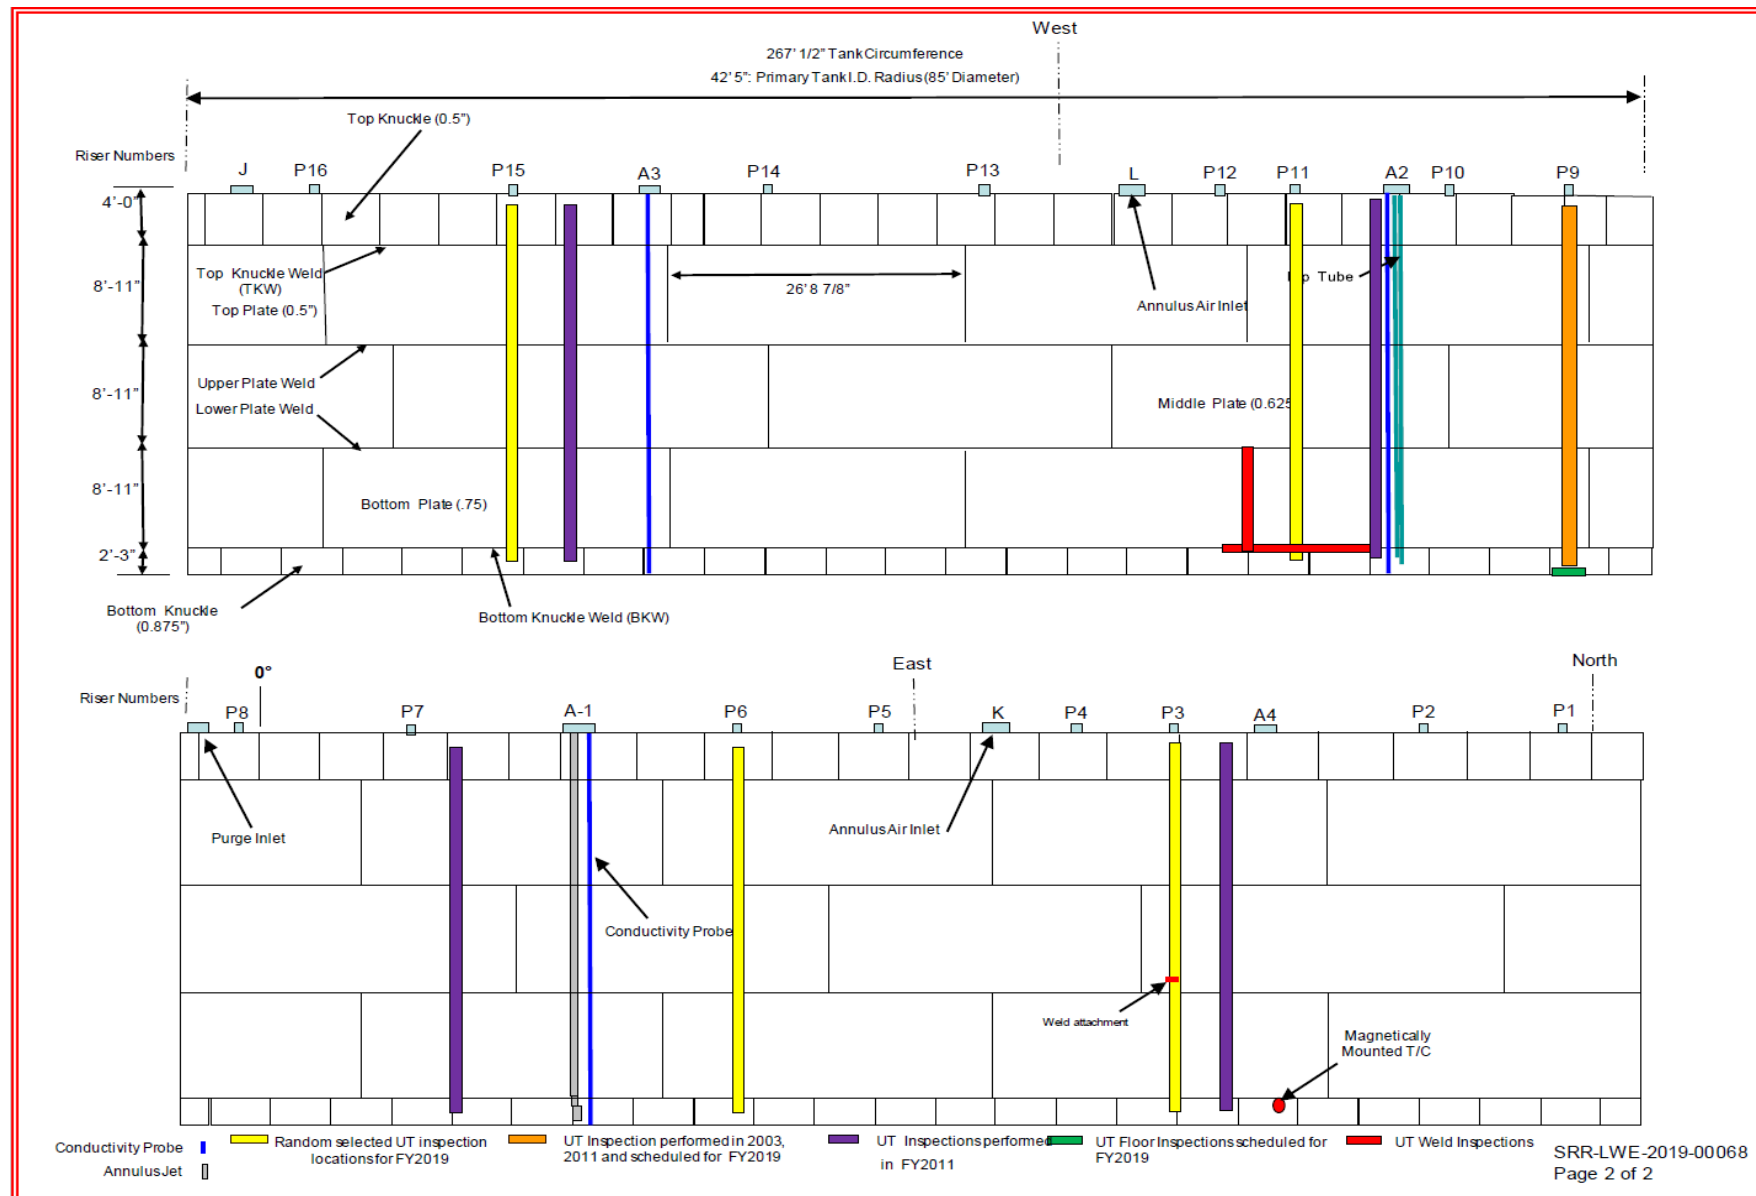 West
267' 1/2" Tank Circumference
42' 5": Primary Tank I.D. Radius (85' Diameter)
Top Knuckle (0.5")
Riser Numbers
J P16 P15 A3 P14 P13 L P12 P11 A2 P10 P9
4'-0"
Top Knuckle Weld
(TKW)
Top Plate (0.5")
8'-11"
26' 8 7/8"
Annulus Air Inlet
Tube
Upper Plate Weld
8'-11"
Lower Plate Weld
Middle Plate (0.625
8'-11"
Bottom Plate (.75)
2'-3"
Bottom Knuckle
(0.875")
Bottom Knuckle Weld (BKW)
0°
East
North
Riser Numbers
P8 P7 A-1 P6 P5 K P4 P3 A4 P2 P1
Purge Inlet
Annulus Air Inlet
Conductivity Probe
Weld attachment
Magnetically
Mounted T/C
Conductivity Probe
Annulus Jet
Random selected UT inspection
locations for FY2019
UT Inspection performed in 2003,
2011 and scheduled for FY2019
UT Inspections performed
in FY2011
UT Floor Inspections scheduled for
FY2019
UT Weld Inspections
SRR-LWE-2019-00068
Page 2 of 2